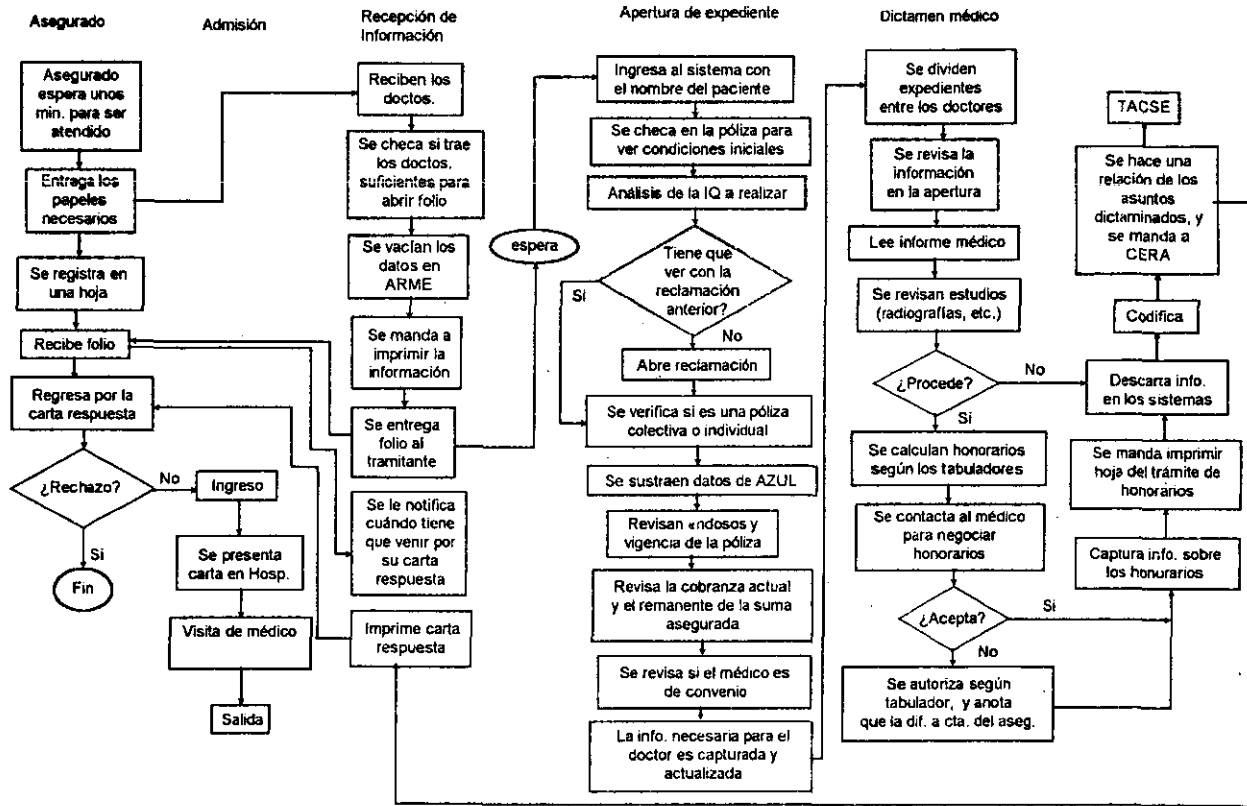 Asegurado
Admisión
Recepción de
Información
Apertura de expediente
Dictamen médico
Asegurado
espera unos
min. para ser
atendido
Entrega los
papeles
necesarios
Se registra en
una hoja
Recibe folio
Regresa por la
carta respuesta
¿Rechazo?
No
Si
Fin
Ingreso
Se presenta
carta en Hosp.
Visita de médico
Salida
Reciben los
doctos.
Se checa si trae
los doctos.
suficientes para
abrir folio
Se vacían los
datos en
ARME
Se manda a
imprimir la
información
Se entrega
folio al
tramitante
Se le notifica
cuándo tiene
que venir por
su carta
respuesta
Imprime carta
respuesta
espera
Ingresa al sistema con
el nombre del paciente
Se checa en la póliza para
ver condiciones iniciales
Análisis de la IQ a realizar
Tiene que
ver con la
reclamación
anterior?
Sí
No
Abre reclamación
Se verifica si es una póliza
colectiva o individual
Se sustraen datos de AZUL
Revisan endosos y
vigencia de la póliza
Revisa la cobranza actual
y el remanente de la suma
asegurada
Se revisa si el médico es
de convenio
La info. necesaria para el
doctor es capturada y
actualizada
Se dividen
expedientes
entre los doctores
Se revisa la
información
en la apertura
Lee informe médico
Se revisan estudios
(radiografías, etc.)
¿Procede?
No
Sí
Se calculan honorarios
según los tabuladores
Se contacta al médico
para negociar
honorarios
¿Acepta?
Si
No
Se autoriza según
tabulador, y anota
que la dif. a cta. del aseg.
TACSE
Se hace una
relación de los
asuntos
dictaminados, y
se manda a
CERA
Codifica
Descarta info.
en los sistemas
Se manda imprimir
hoja del trámite de
honorarios
Captura info. sobre
los honorarios